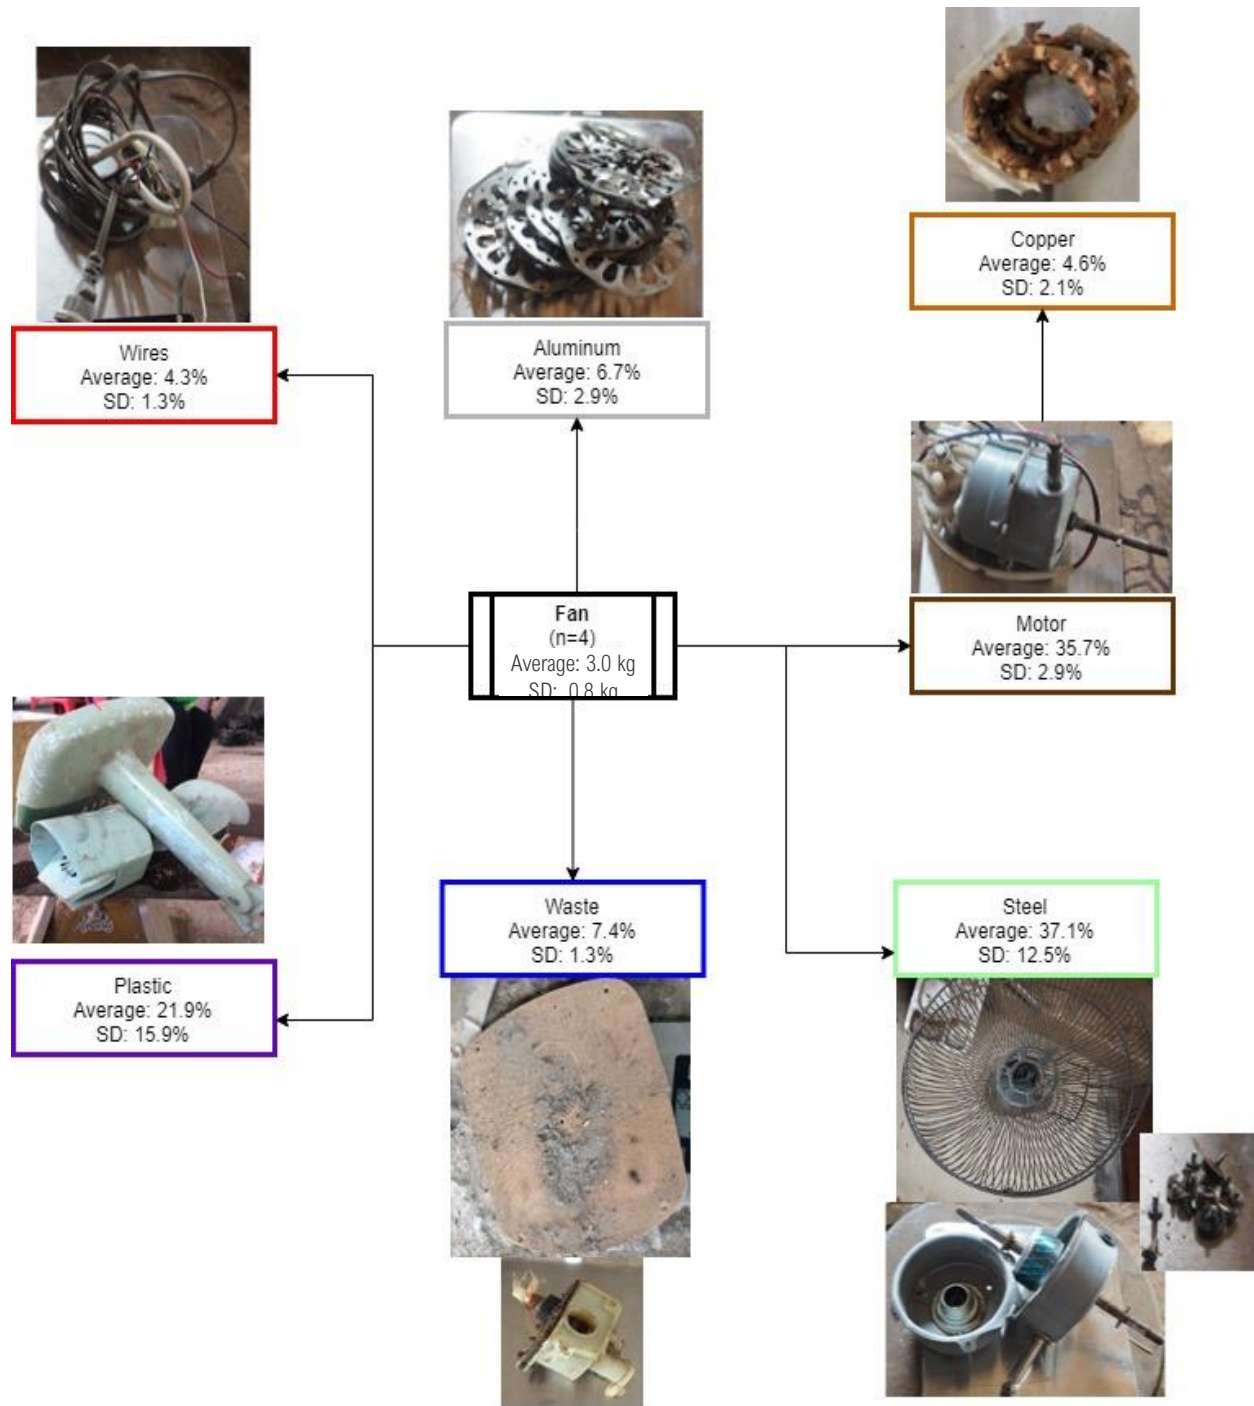 Copper
Average: 4.6%
SD: 2.1%
Wires
Average: 4.3%
SD: 1.3%
Aluminum
Average: 6.7%
SD: 2.9%
Fan
(n=4)
Average: 3.0 kg
SD: 0.8 kg
Motor
Average: 35.7%
SD: 2.9%
Waste
Average: 7.4%
SD: 1.3%
Steel
Average: 37.1%
SD: 12.5%
Plastic
Average: 21.9%
SD: 15.9%